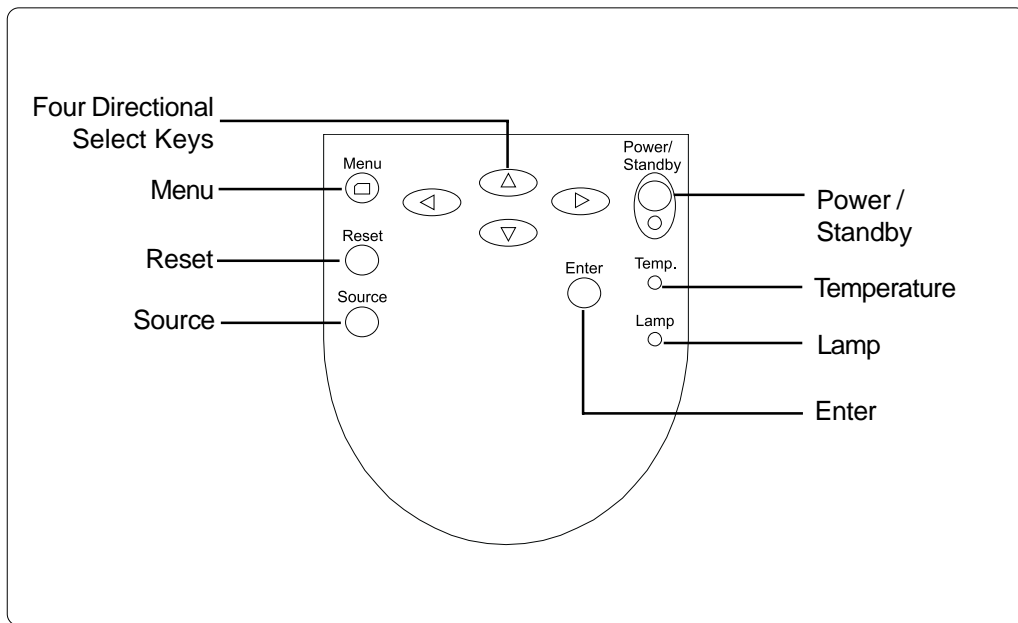 Four Directional
Select Keys
Menu
Reset
Source
Menu
Reset
Source
Power/
Standby
Enter
Temp.
Lamp
Power /
Standby
Temperature
Lamp
Enter